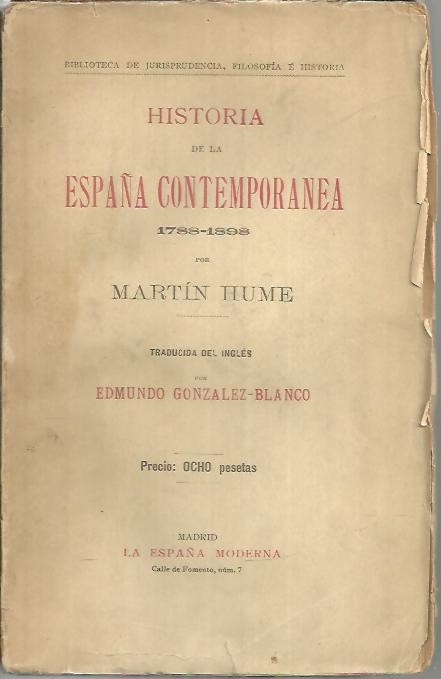 BIBLIOTECA DE JURISPRUDENCIA, FILOSOFÍA É HISTORIA
HISTORIA
DE LA
ESPAÑA CONTEMPORANEA
1788-1898
POR
MARTÍN HUME
TRADUCIDA DEL INGLÉS
POR
EDMUNDO GONZALEZ-BLANCO
Precio: OCHO pesetas
MADRID
LA ESPAÑA MODERNA
Calle de Fomento, núm. 7